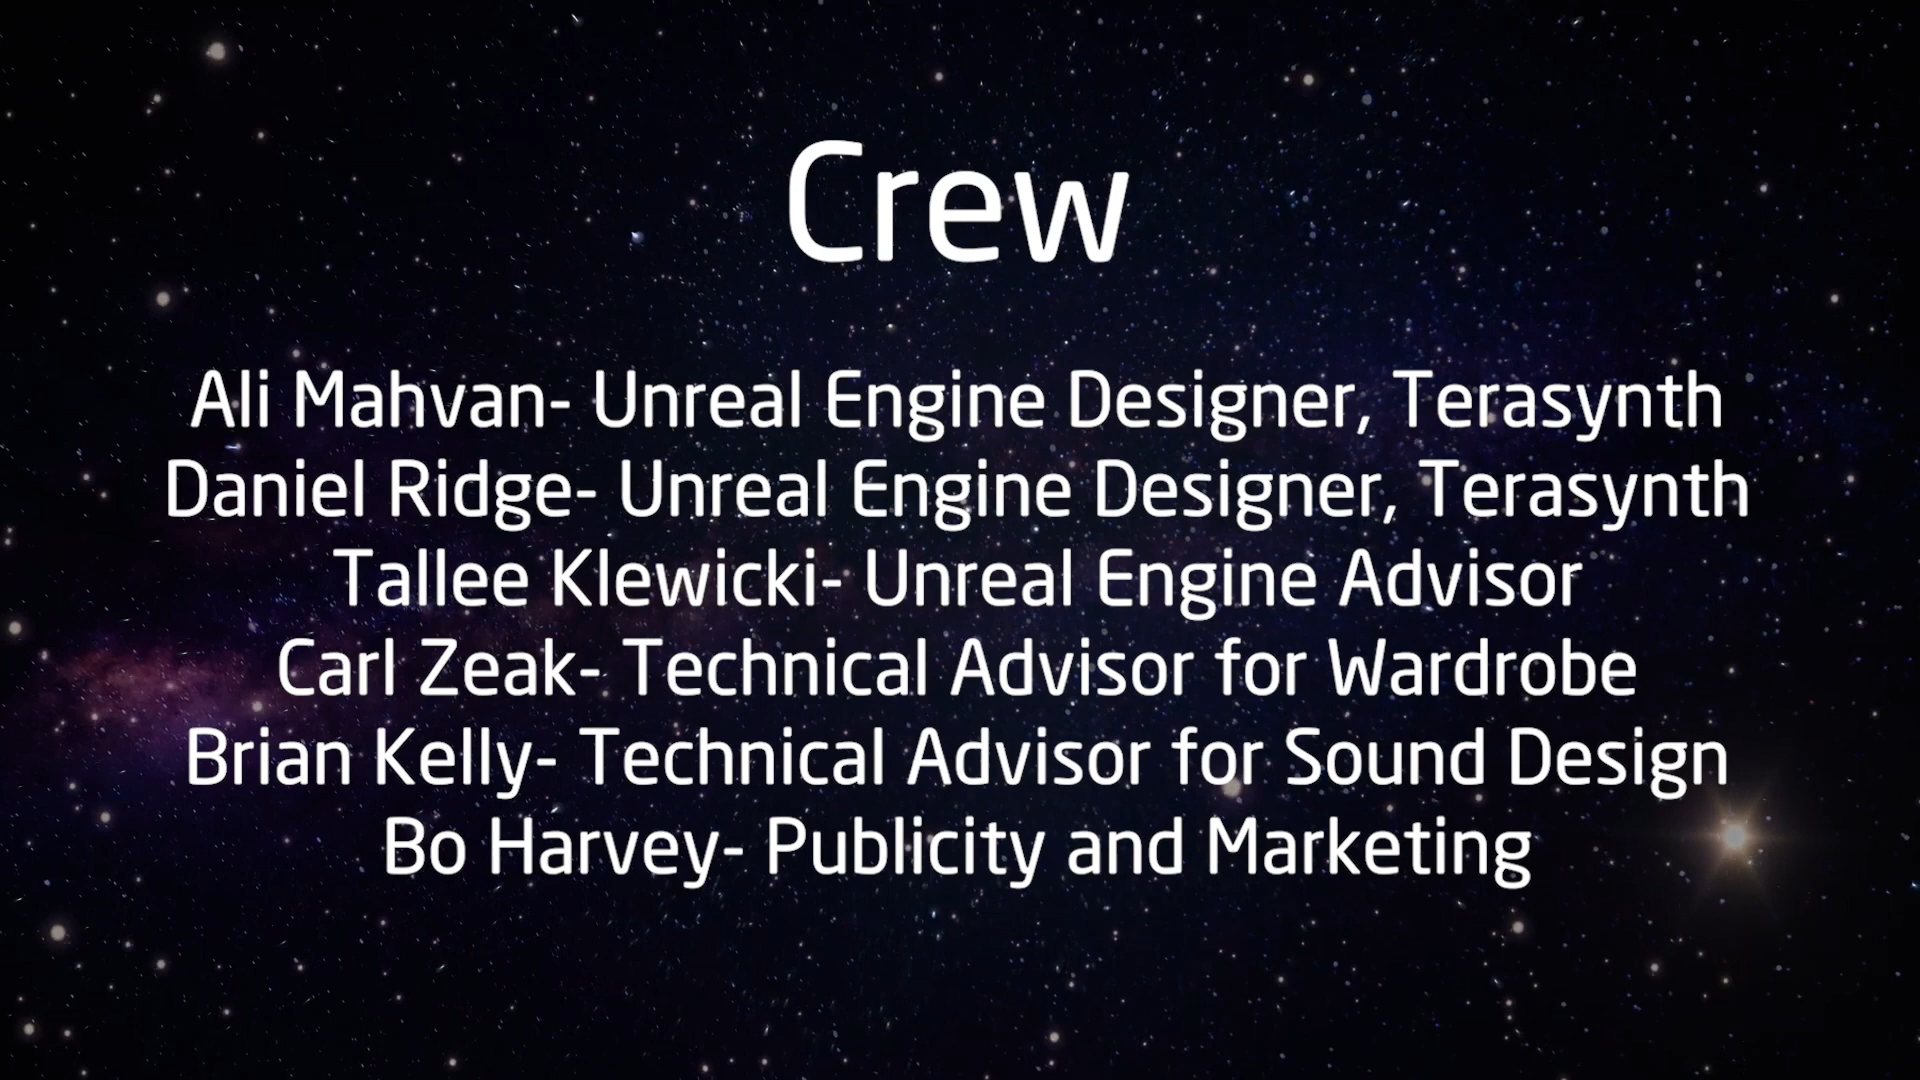 Crew
Ali Mahvan- Unreal Engine Designer, Terasynth
Daniel Ridge- Unreal Engine Designer, Terasynth
Tallee Klewicki- Unreal Engine Advisor
Carl Zeak- Technical Advisor for Wardrobe
Brian Kelly- Technical Advisor for Sound Design
Bo Harvey- Publicity and Marketing